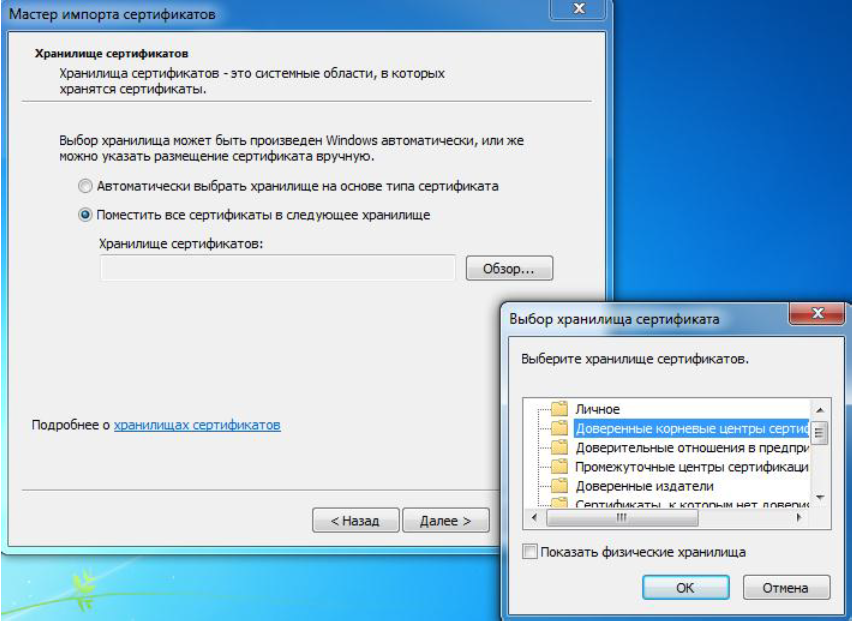 Мастер импорта сертификатов
Хранилище сертификатов
Хранилища сертификатов - это системные области, в которых
хранятся сертификаты.
Выбор хранилища может быть произведен Windows автоматически, или же
можно указать размещение сертификата вручную.
Автоматически выбрать хранилище на основе типа сертификата
Поместить все сертификаты в следующее хранилище
Хранилище сертификатов:
Обзор...
Подробнее о хранилищах сертификатов
< Назад
Далее >
Выбор хранилища сертификата
Выберите хранилище сертификатов.
Личное
Доверенные корневые центры сертиф
Доверительные отношения в предпри
Промежуточные центры сертификаци
Доверенные издатели
Сертификаты, к которым нет доверия
Показать физические хранилища
ОК
Отмена